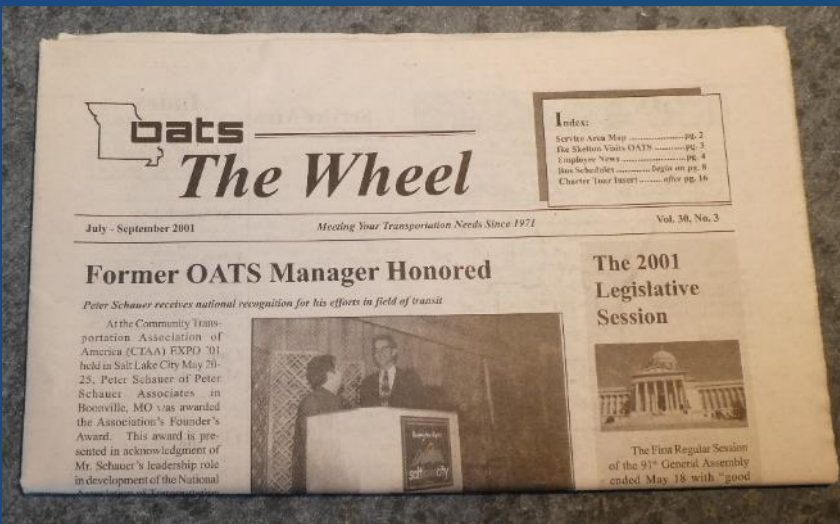 oats
The Wheel
Index:
Service Area Map ..................pg. 2
Ike Skelton Visits OATS ..........pg. 3
Employee News ....................pg. 4
Bus Schedules ............begin on pg. 8
Charter Tour Insert ........after pg. 16
July - September 2001
Meeting Your Transportation Needs Since 1971
Vol. 30, No. 3
Former OATS Manager Honored
Peter Schauer receives national recognition for his efforts in field of transit
At the Community Trans-
portation Association of
America (CTAA) EXPO '01
held in Salt Lake City May 20-
25, Peter Schauer of Peter
Schauer Associates in
Boonville, MO was awarded
the Association's Founder's
Award. This award is pre-
sented in acknowledgment of
Mr. Schauer's leadership role
in development of the National
Association of Transportation
salt
city
The 2001
Legislative
Session
The First Regular Session
of the 91st General Assembly
ended May 18 with "good